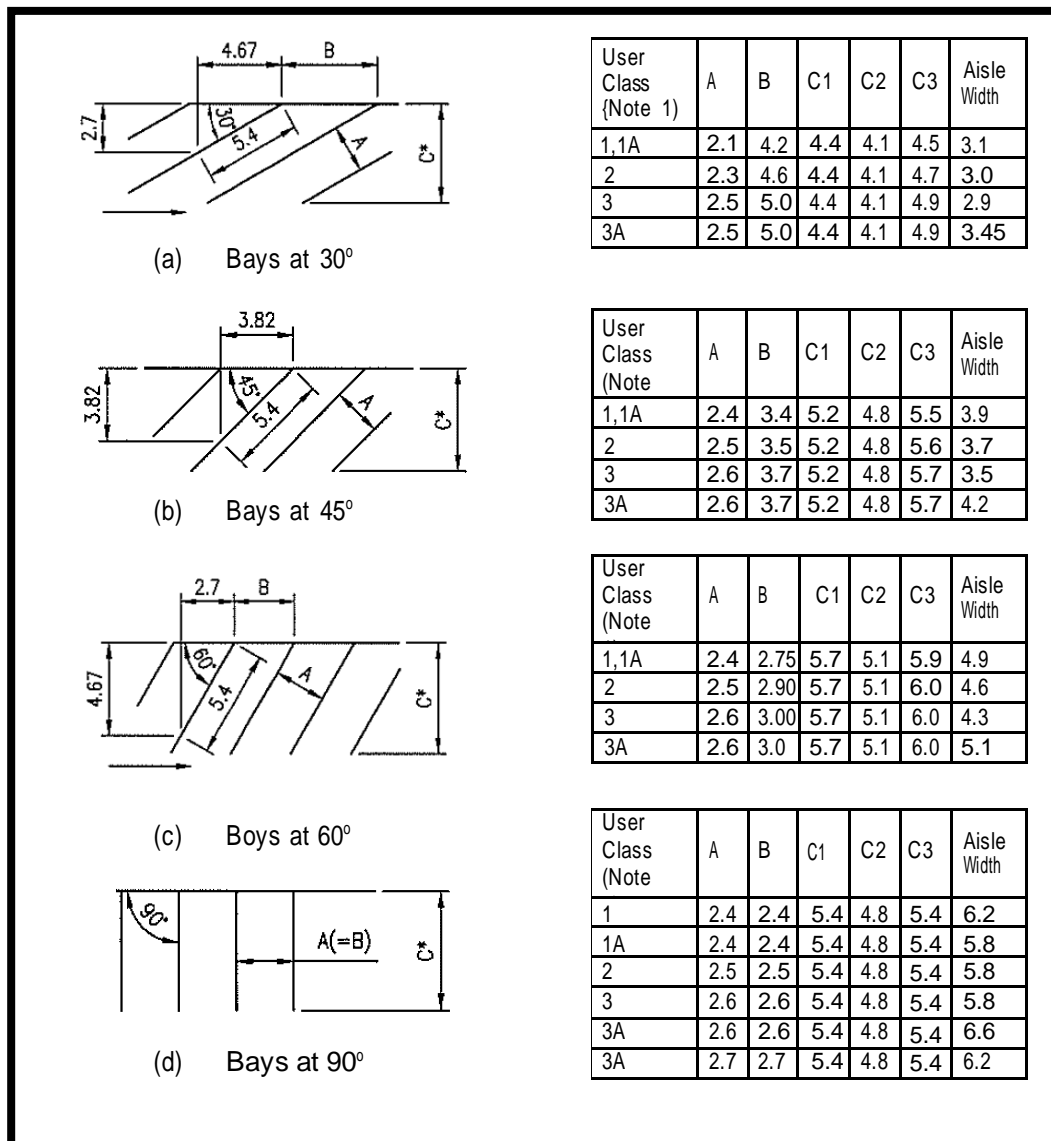 4.67 B
2.7
30°
5.4
A
C*
(a) Bays at 30º
User Class {Note 1) A B C1 C2 C3 Aisle Width
1,1A 2.1 4.2 4.4 4.1 4.5 3.1
2 2.3 4.6 4.4 4.1 4.7 3.0
3 2.5 5.0 4.4 4.1 4.9 2.9
3A 2.5 5.0 4.4 4.1 4.9 3.45
3.82
3.82
45°
5.4
A
C*
(b) Bays at 45º
User Class (Note A B C1 C2 C3 Aisle Width
1,1A 2.4 3.4 5.2 4.8 5.5 3.9
2 2.5 3.5 5.2 4.8 5.6 3.7
3 2.6 3.7 5.2 4.8 5.7 3.5
3A 2.6 3.7 5.2 4.8 5.7 4.2
2.7 B
4.67
60°
5.4
A
C*
(c) Boys at 60º
User Class (Note A B C1 C2 C3 Aisle Width
1,1A 2.4 2.75 5.7 5.1 5.9 4.9
2 2.5 2.90 5.7 5.1 6.0 4.6
3 2.6 3.00 5.7 5.1 6.0 4.3
3A 2.6 3.0 5.7 5.1 6.0 5.1
90°
A(=B)
C*
(d) Bays at 90º
User Class (Note A B C1 C2 C3 Aisle Width
1 2.4 2.4 5.4 4.8 5.4 6.2
1A 2.4 2.4 5.4 4.8 5.4 5.8
2 2.5 2.5 5.4 4.8 5.4 5.8
3 2.6 2.6 5.4 4.8 5.4 5.8
3A 2.6 2.6 5.4 4.8 5.4 6.6
3A 2.7 2.7 5.4 4.8 5.4 6.2